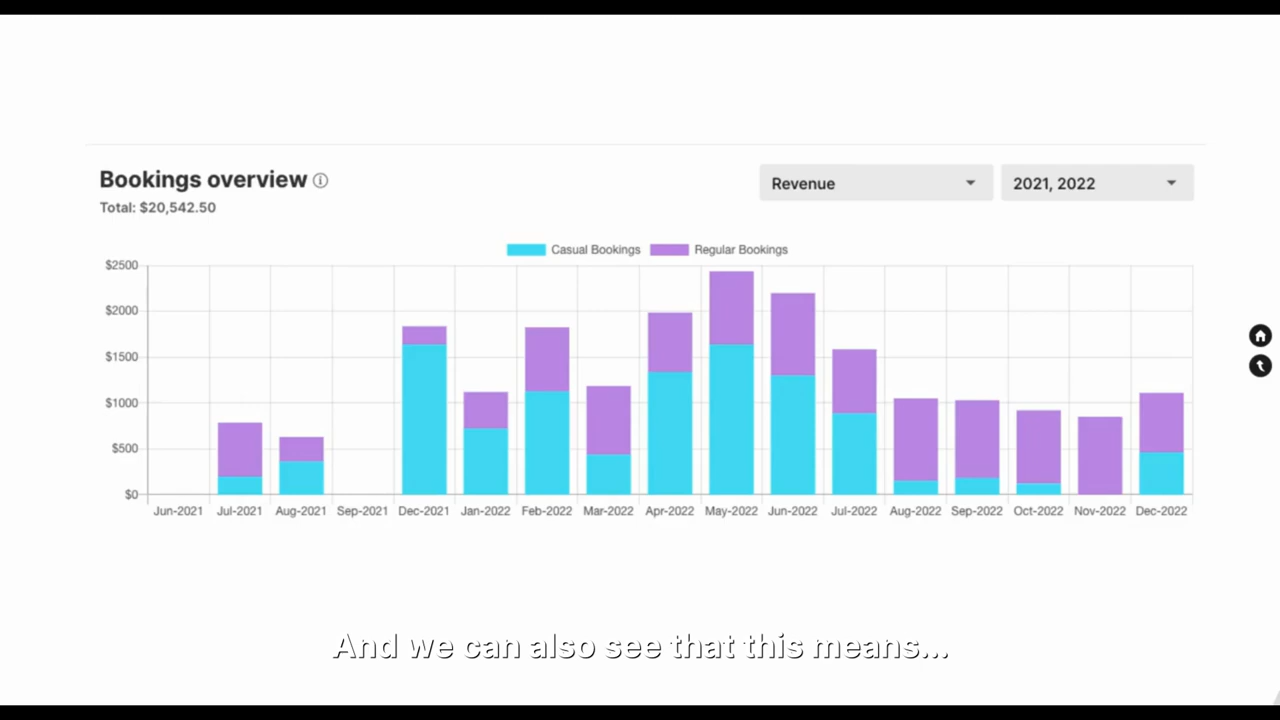 Bookings overview
Total: $20,542.50
Revenue
2021, 2022
Casual Bookings Regular Bookings
$2500
$2000
$1500
$1000
$500
$0
Jun-2021 Jul-2021 Aug-2021 Sep-2021 Dec-2021 Jan-2022 Feb-2022 Mar-2022 Apr-2022 May-2022 Jun-2022 Jul-2022 Aug-2022 Sep-2022 Oct-2022 Nov-2022 Dec-2022
And we can also see that this means...